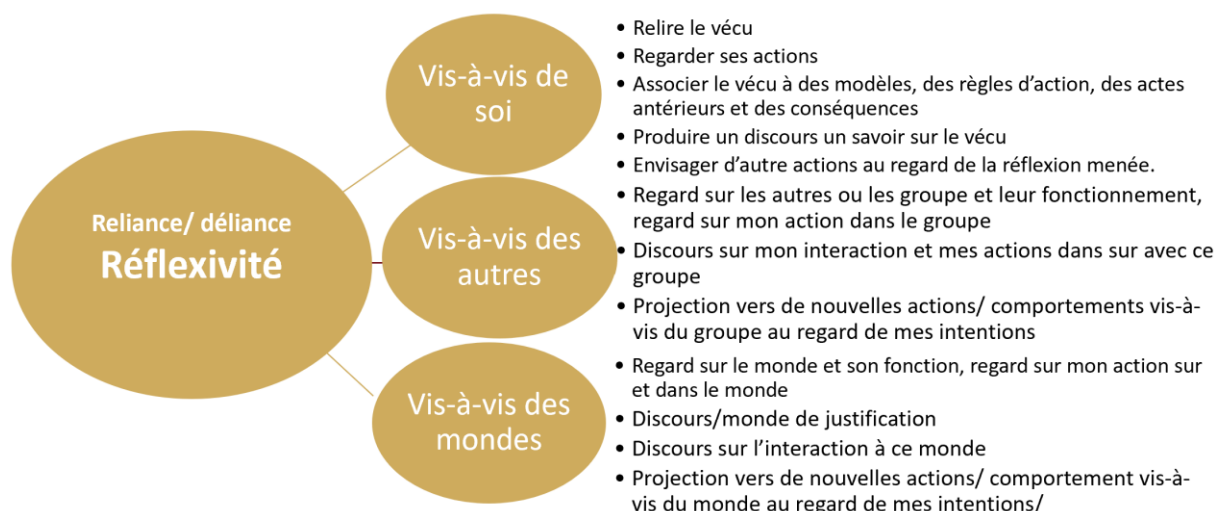 Reliance/ déliance
Réflexivité
Vis-à-vis de
soi
• Relire le vécu
• Regarder ses actions
• Associer le vécu à des modèles, des règles d’action, des actes
antérieurs et des conséquences
• Produire un discours un savoir sur le vécu
• Envisager d’autre actions au regard de la réflexion menée.
Vis-à-vis des
autres
• Regard sur les autres ou les groupe et leur fonctionnement,
regard sur mon action dans le groupe
• Discours sur mon interaction et mes actions dans sur avec ce
groupe
• Projection vers de nouvelles actions/ comportements vis-à-
vis du groupe au regard de mes intentions
Vis-à-vis des
mondes
• Regard sur le monde et son fonction, regard sur mon action sur
et dans le monde
• Discours/monde de justification
• Discours sur l’interaction à ce monde
• Projection vers de nouvelles actions/ comportement vis-à-
vis du monde au regard de mes intentions/